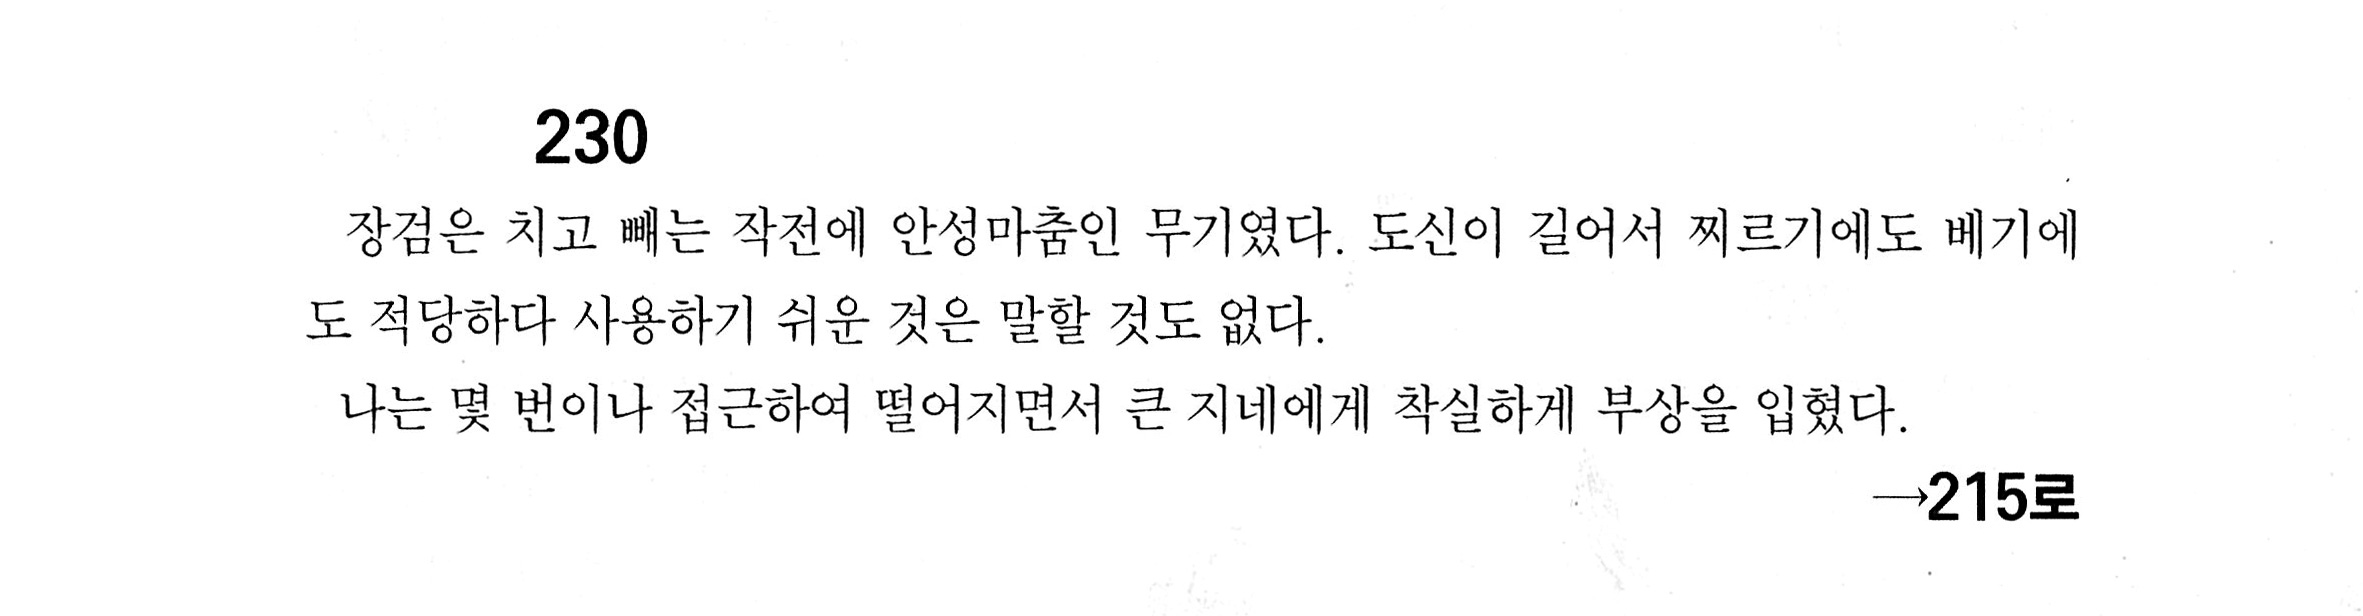 230
장검은 치고 빼는 작전에 안성마춤인 무기였다. 도신이 길어서 찌르기에도 베기에
도 적당하다 사용하기 쉬운 것은 말할 것도 없다.
나는 몇 번이나 접근하여 떨어지면서 큰 지네에게 착실하게 부상을 입혔다.
→215로